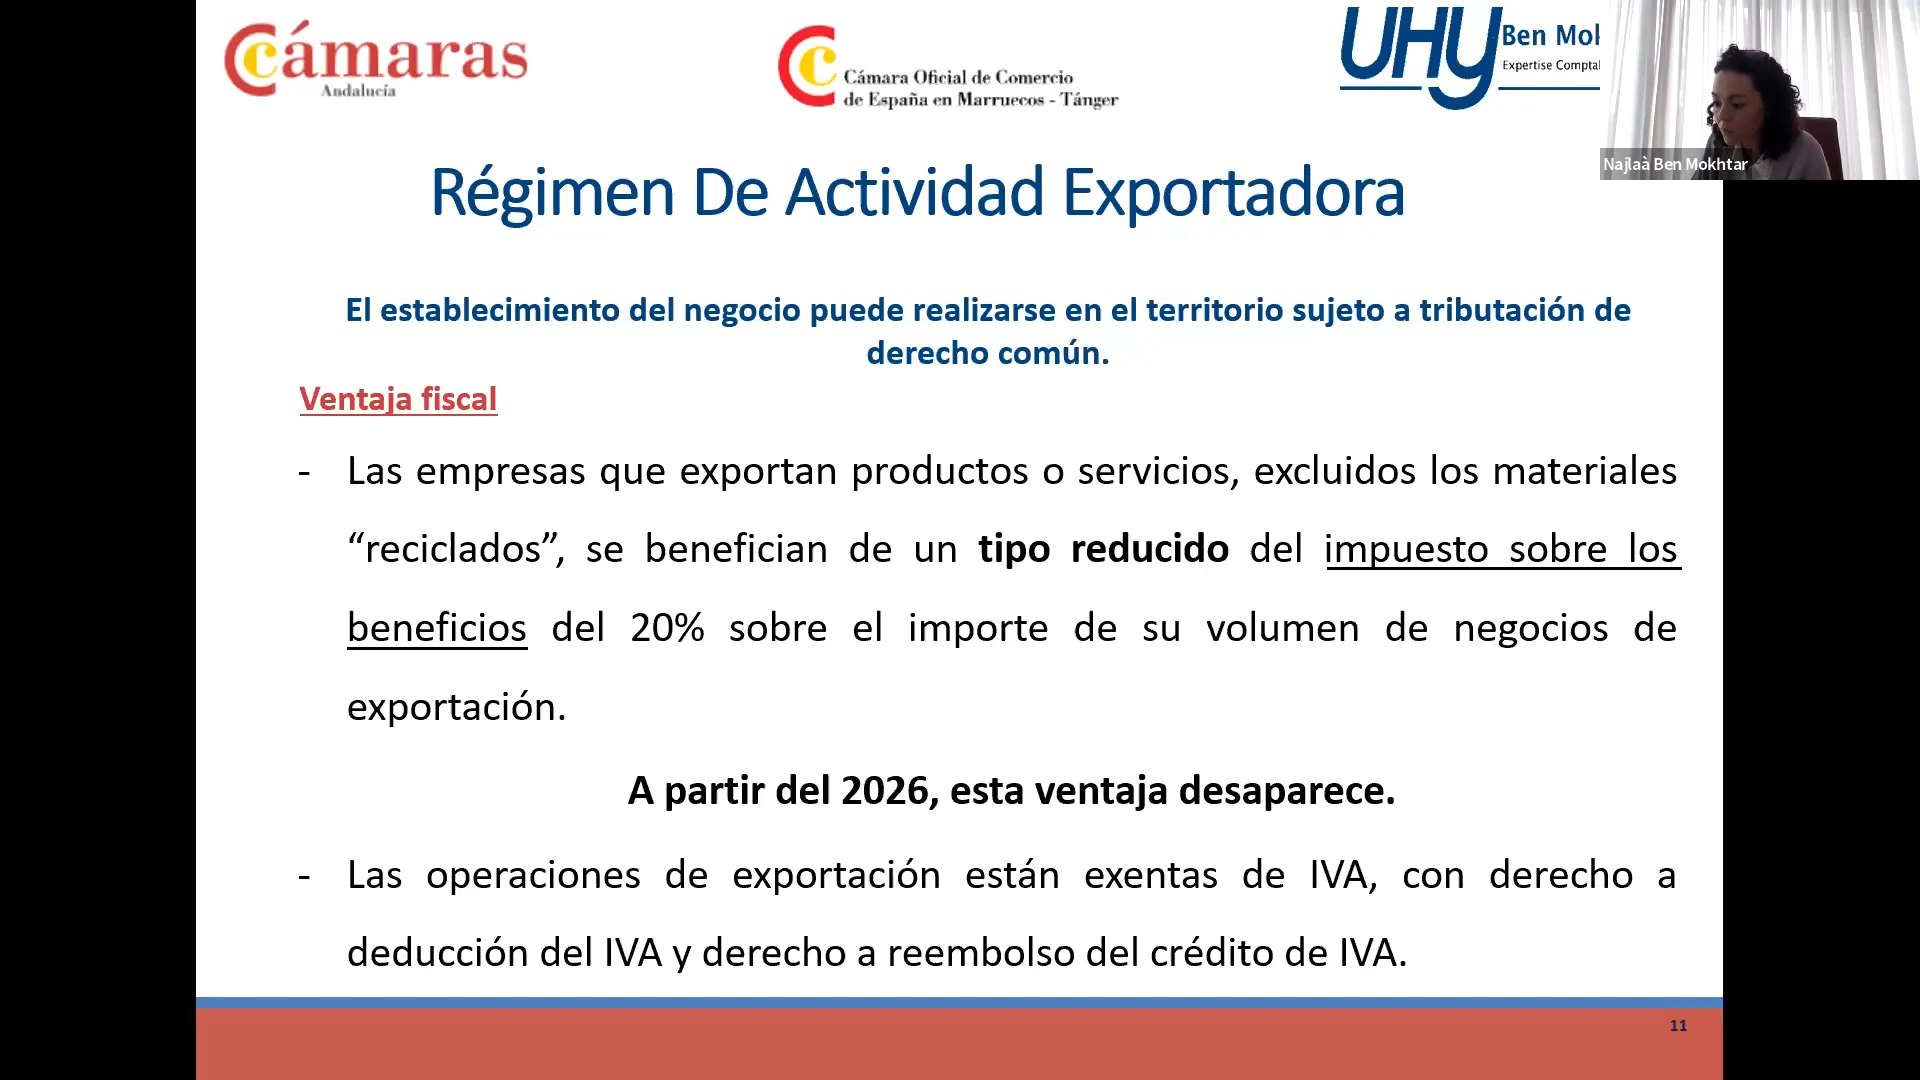 Cámaras
Andalucía
Cámara Oficial de Comercio
de España en Marruecos - Tánger
UHY Ben Mo
Expertise Compta
Najlaà Ben Mokhtar
Régimen De Actividad Exportadora
El establecimiento del negocio puede realizarse en el territorio sujeto a tributación de
derecho común.
Ventaja fiscal
- Las empresas que exportan productos o servicios, excluidos los materiales
“reciclados”, se benefician de un tipo reducido del impuesto sobre los
beneficios del 20% sobre el importe de su volumen de negocios de
exportación.
A partir del 2026, esta ventaja desaparece.
- Las operaciones de exportación están exentas de IVA, con derecho a
deducción del IVA y derecho a reembolso del crédito de IVA.
11